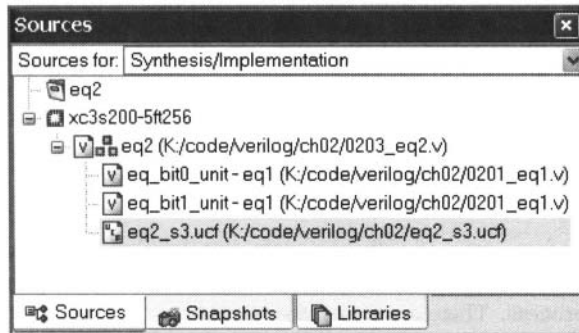 Sources
Sources for: Synthesis/Implementation
eq2
xc3s200-5ft256
eq2 (K:/code/verilog/ch02/0203_eq2.v)
eq_bit0_unit - eq1 (K:/code/verilog/ch02/0201_eq1.v)
eq_bit1_unit - eq1 (K:/code/verilog/ch02/0201_eq1.v)
eq2_s3.ucf (K:/code/verilog/ch02/eq2_s3.ucf)
Sources Snapshots Libraries